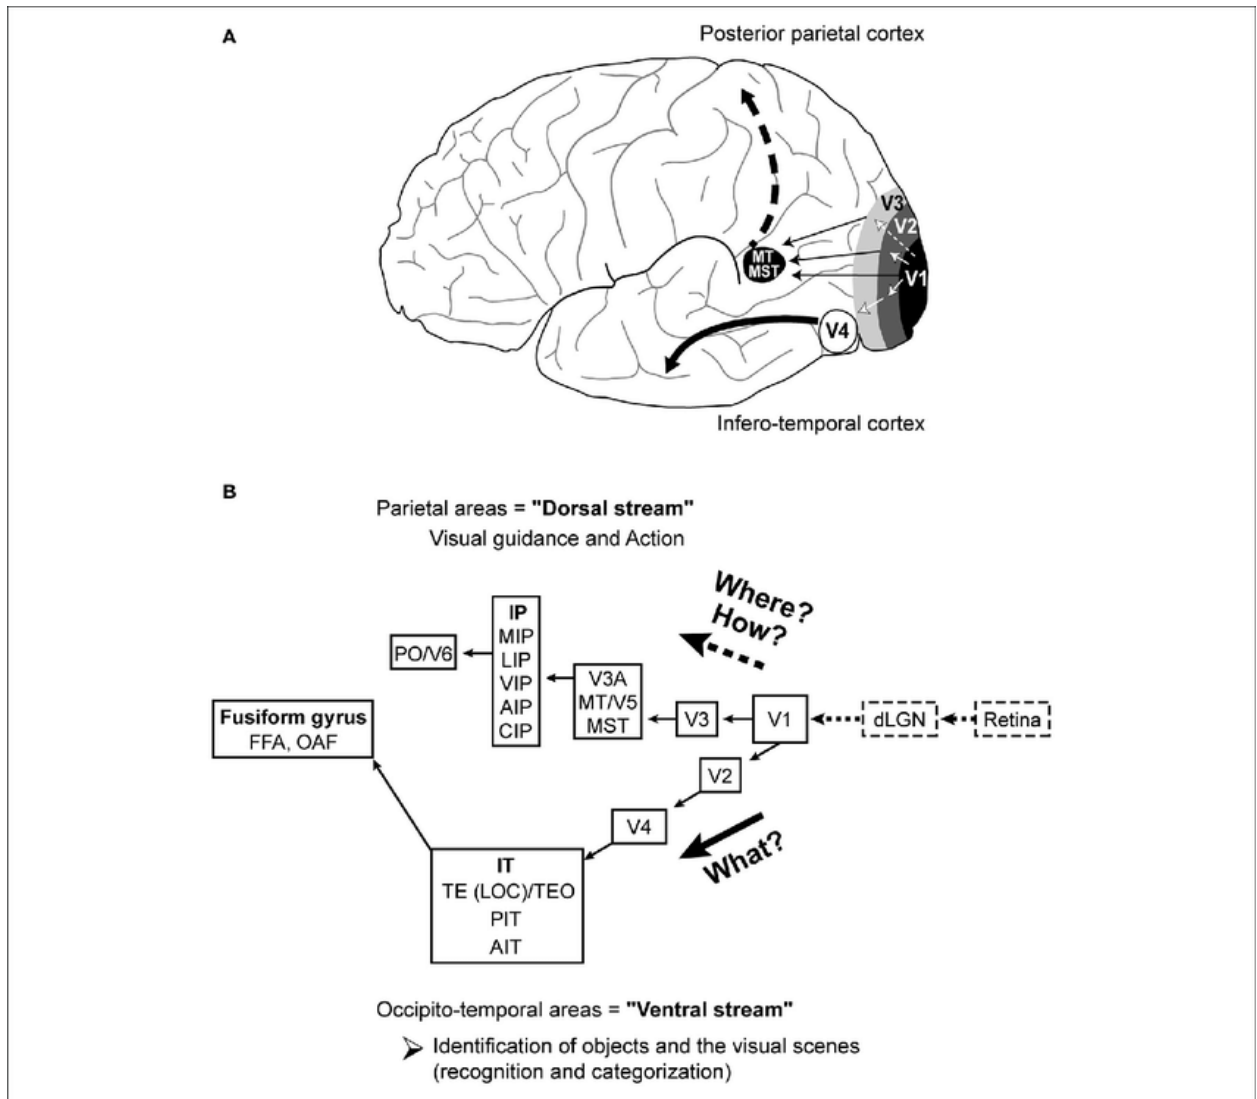 A
Posterior parietal cortex
V3
V2
MT
MST
V1
V4
Infero-temporal cortex
B
Parietal areas = "Dorsal stream"
Visual guidance and Action
Where?
How?
IP
MIP
LIP
VIP
AIP
CIP
PO/V6
V3A
MT/V5
MST
V3
V1
dLGN
Retina
Fusiform gyrus
FFA, OAF
V2
V4
What?
IT
TE (LOC)/TEO
PIT
AIT
Occipito-temporal areas = "Ventral stream"
Identification of objects and the visual scenes
(recognition and categorization)